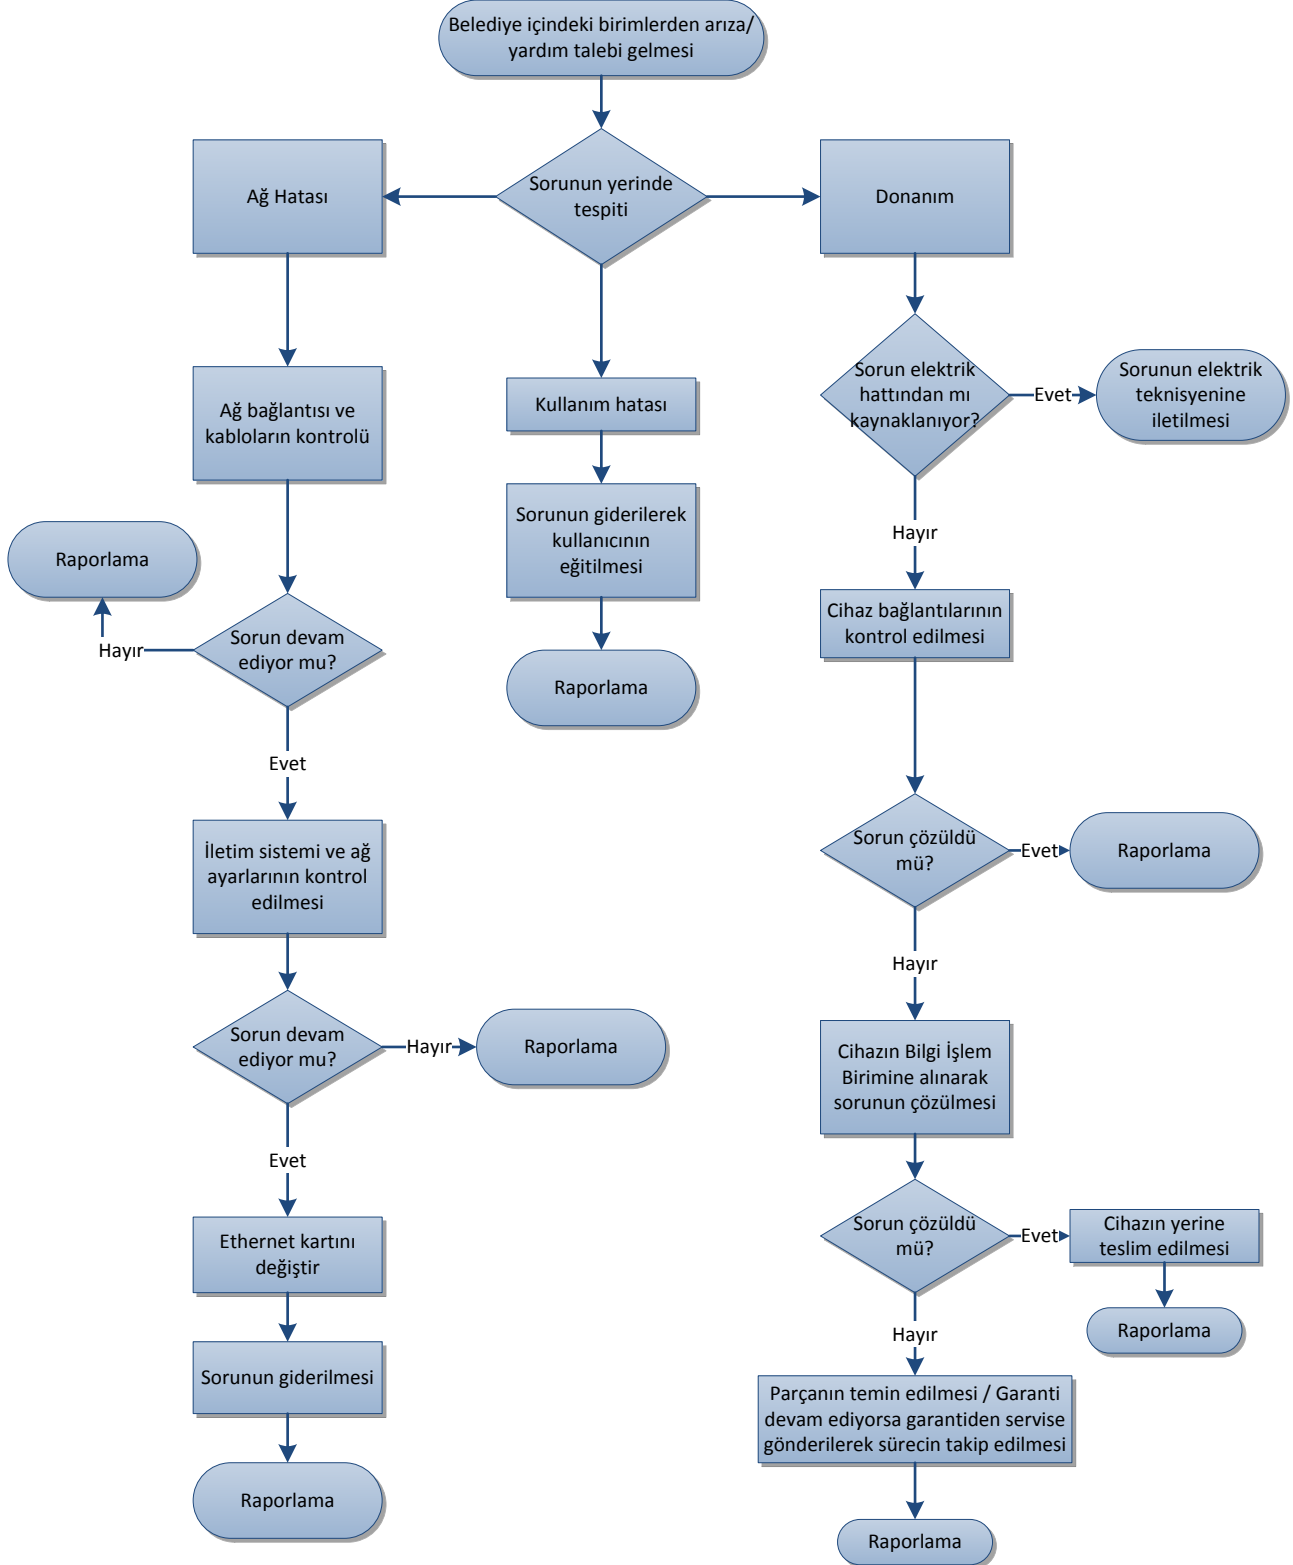 Belediye içindeki birimlerden arıza/
yardım talebi gelmesi
Sorunun yerinde
tespiti
Ağ Hatası
Ağ bağlantısı ve
kabloların kontrolü
Sorun devam
ediyor mu?
Hayır
Raporlama
Evet
İletim sistemi ve ağ
ayarlarının kontrol
edilmesi
Sorun devam
ediyor mu?
Hayır
Raporlama
Evet
Ethernet kartını
değiştir
Sorunun giderilmesi
Raporlama
Kullanım hatası
Sorunun giderilerek
kullanıcının
eğitilmesi
Raporlama
Donanım
Sorun elektrik
hattından mı
kaynaklanıyor?
Evet
Sorunun elektrik
teknisyenine
iletilmesi
Hayır
Cihaz bağlantılarının
kontrol edilmesi
Sorun çözüldü
mü?
Evet
Raporlama
Hayır
Cihazın Bilgi İşlem
Birimine alınarak
sorunun çözülmesi
Sorun çözüldü
mü?
Evet
Cihazın yerine
teslim edilmesi
Raporlama
Hayır
Parçanın temin edilmesi / Garanti
devam ediyorsa garantiden servise
gönderilerek sürecin takip edilmesi
Raporlama